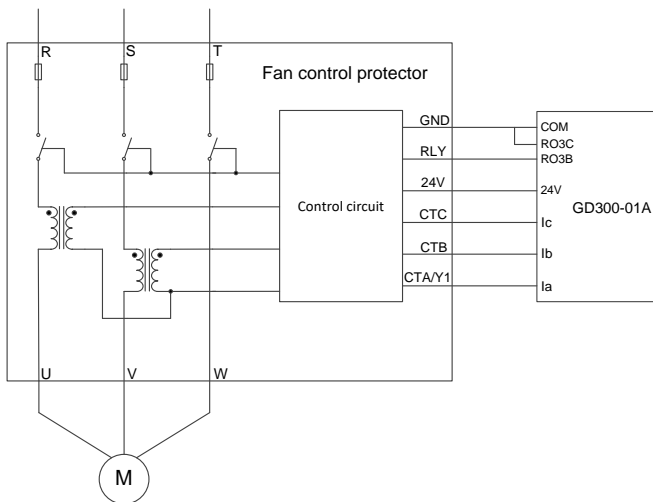 R
S
T
Fan control protector
GND
COM
RO3C
RLY
RO3B
24V
24V
GD300-01A
Control circuit
CTC
Ic
CTB
Ib
CTA/Y1
Ia
U
V
W
M